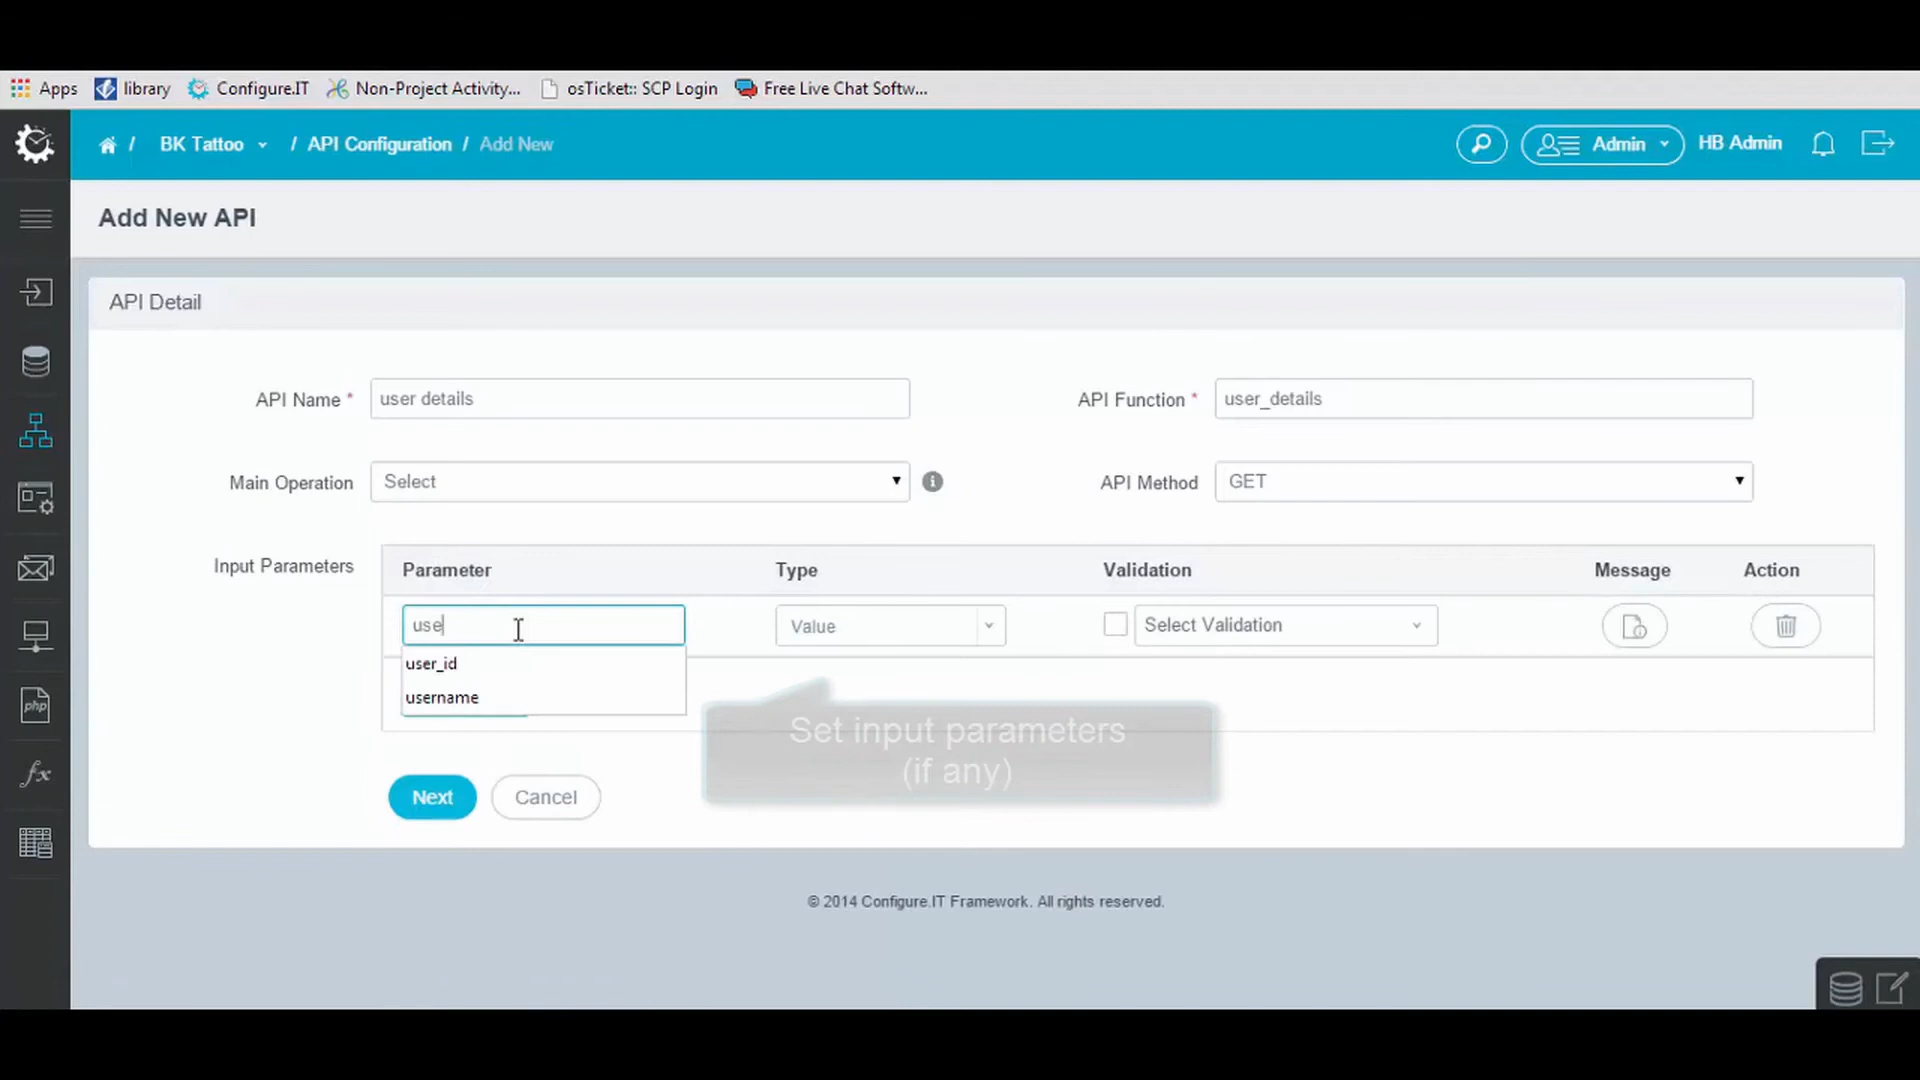 Apps library Configure.IT Non-Project Activity... osTicket:: SCP Login Free Live Chat Softw...
/ BK Tattoo / API Configuration / Add New Admin HB Admin
Add New API
API Detail
API Name * user details API Function * user_details
Main Operation Select API Method GET
Input Parameters Parameter Type Validation Message Action
use Value Select Validation
user_id
username
Set input parameters
(if any)
Next Cancel
© 2014 Configure.IT Framework. All rights reserved.
php
fx